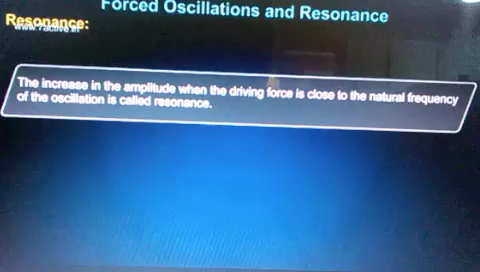 Forced Oscillations and Resonance
Resonance:
The increase in the amplitude when the driving force is close to the natural frequency
of the oscillation is called resonance.